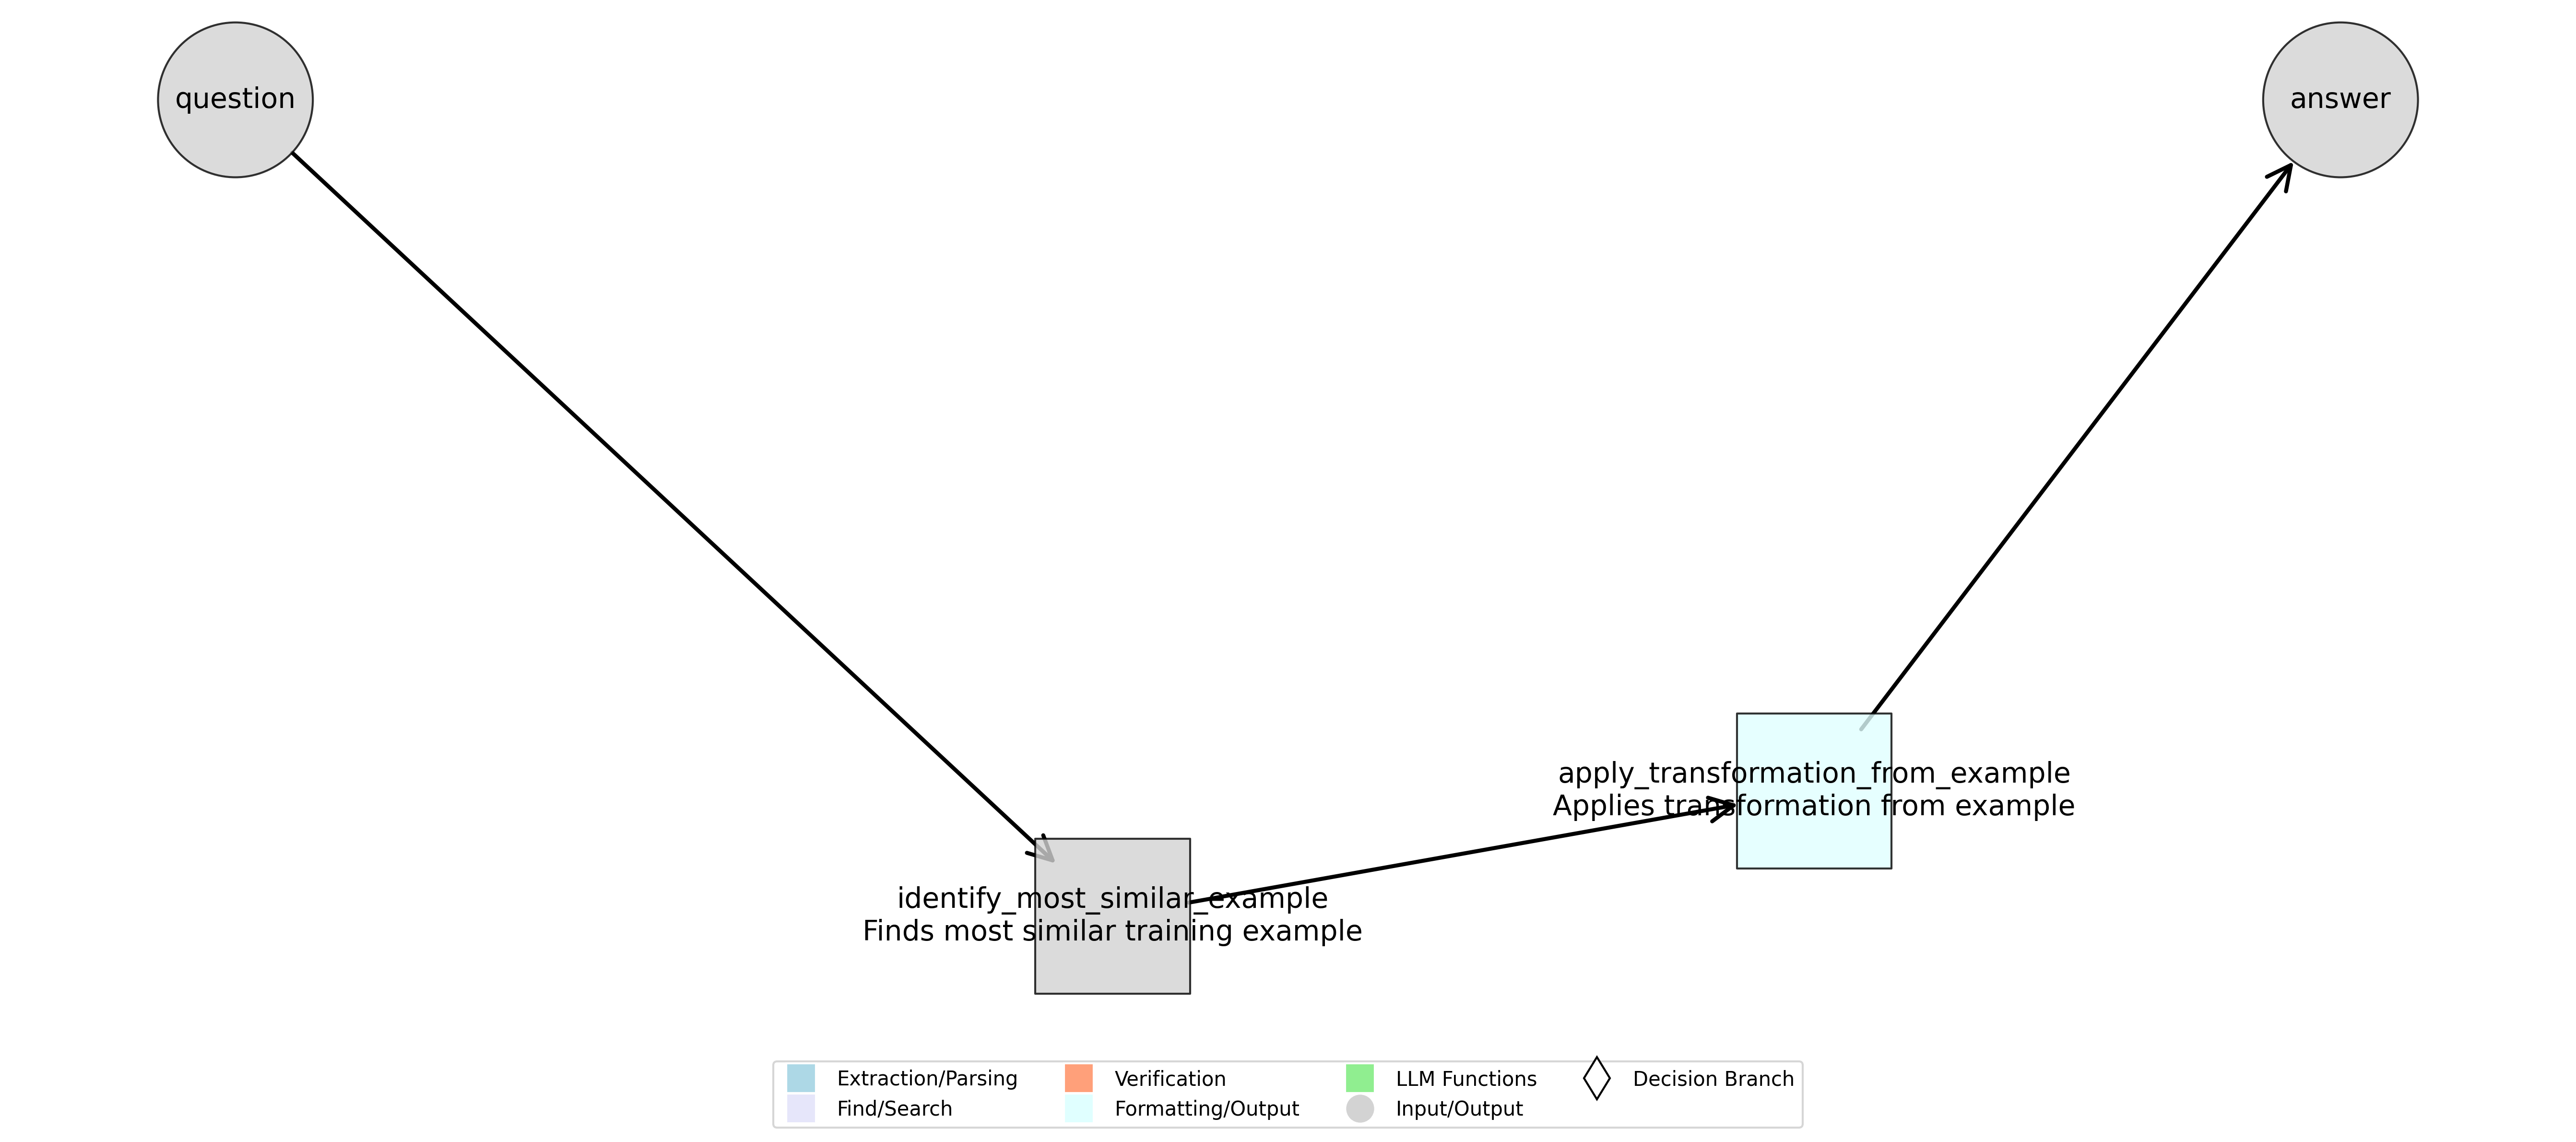 question
answer
apply_transformation_from_example
Applies transformation from example
identify_most_similar_example
Finds most similar training example
Extraction/Parsing
Find/Search
Verification
Formatting/Output
LLM Functions
Input/Output
Decision Branch